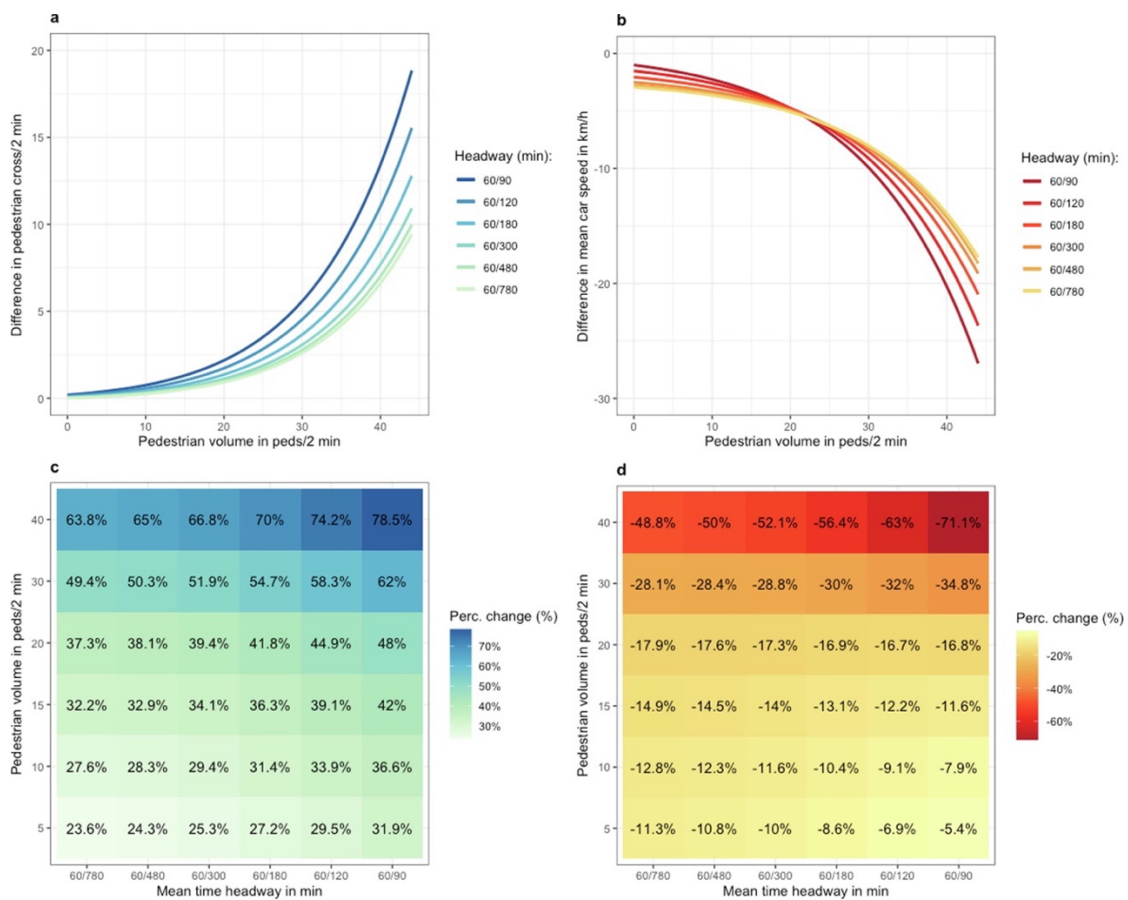 a
Difference in pedestrian cross/2 min
20
15
10
5
0
0 10 20 30 40
Pedestrian volume in peds/2 min
Headway (min):
60/90
60/120
60/180
60/300
60/480
60/780
b
Difference in mean car speed in km/h
0
-10
-20
-30
0 10 20 30 40
Pedestrian volume in peds/2 min
Headway (min):
60/90
60/120
60/180
60/300
60/480
60/780
c
Pedestrian volume in peds/2 min
40 63.8% 65% 66.8% 70% 74.2% 78.5%
30 49.4% 50.3% 51.9% 54.7% 58.3% 62%
20 37.3% 38.1% 39.4% 41.8% 44.9% 48%
15 32.2% 32.9% 34.1% 36.3% 39.1% 42%
10 27.6% 28.3% 29.4% 31.4% 33.9% 36.6%
5 23.6% 24.3% 25.3% 27.2% 29.5% 31.9%
60/780 60/480 60/300 60/180 60/120 60/90
Mean time headway in min
Perc. change (%)
70%
60%
50%
40%
30%
d
Pedestrian volume in peds/2 min
40 -48.8% -50% -52.1% -56.4% -63% -71.1%
30 -28.1% -28.4% -28.8% -30% -32% -34.8%
20 -17.9% -17.6% -17.3% -16.9% -16.7% -16.8%
15 -14.9% -14.5% -14% -13.1% -12.2% -11.6%
10 -12.8% -12.3% -11.6% -10.4% -9.1% -7.9%
5 -11.3% -10.8% -10% -8.6% -6.9% -5.4%
60/780 60/480 60/300 60/180 60/120 60/90
Mean time headway in min
Perc. change (%)
-20%
-40%
-60%